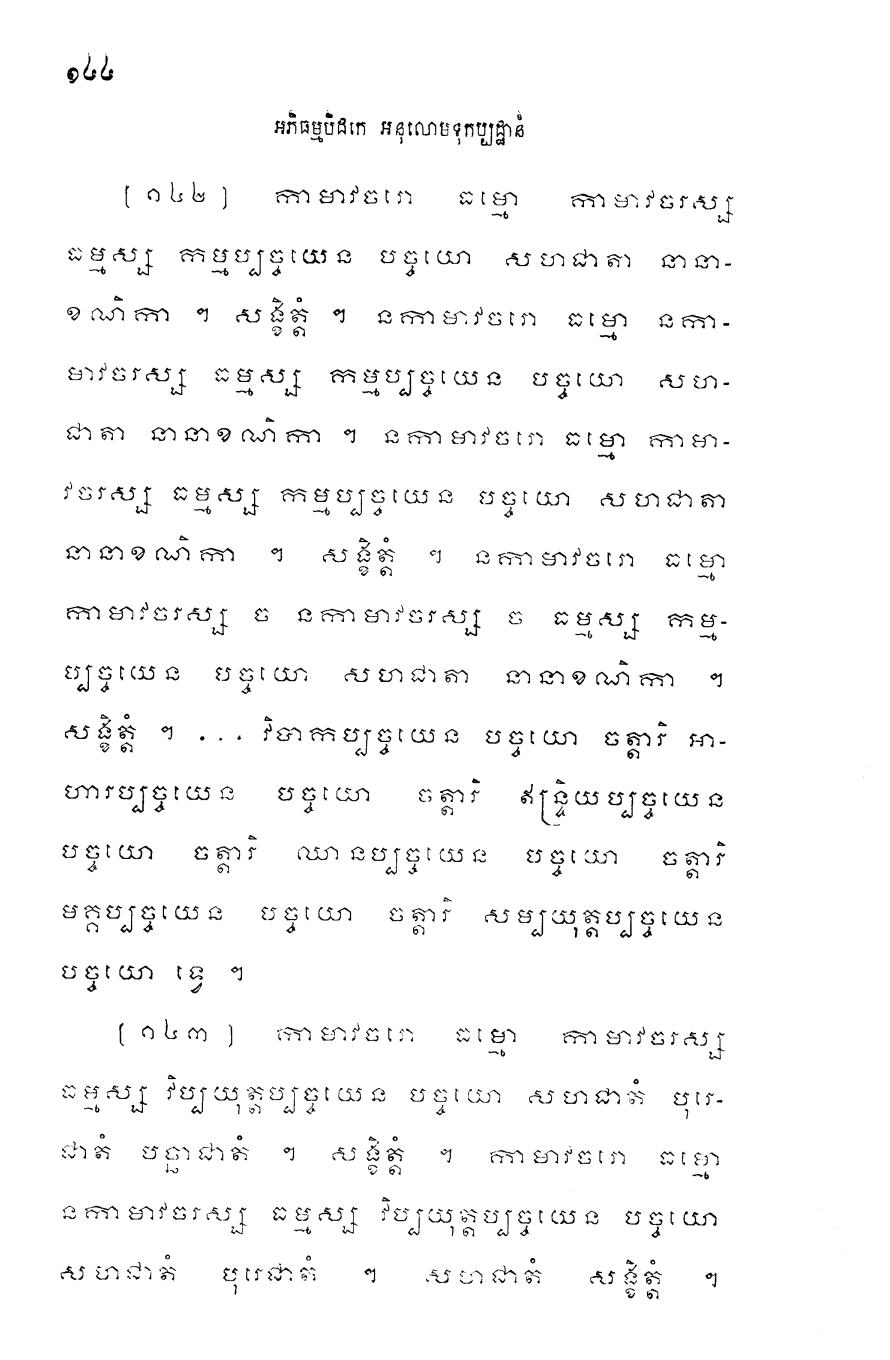 ១៤៤
អភិធម្មបិដកេ អនុលោមទុកប្បដ្ឋានំ
[ ១៤២ ] កាមាវចរោ ធម្មោ កាមាវចរស្ស
ធម្មស្ស កម្មប្បច្ចយេន បច្ចយោ សហជាតា នានា-
ខណិកា ។ សង្ខិត្តំ ។ នកាមាវចរោ ធម្មោ នកា-
មាវចរស្ស ធម្មស្ស កម្មប្បច្ចយេន បច្ចយោ សហ-
ជាតា នានាខណិកា ។ នកាមាវចរោ ធម្មោ កាមា-
វចរស្ស ធម្មស្ស កម្មប្បច្ចយេន បច្ចយោ សហជាតា
នានាខណិកា ។ សង្ខិត្តំ ។ នកាមាវចរោ ធម្មោ
កាមាវចរស្ស ច នកាមាវចរស្ស ច ធម្មស្ស កម្ម-
ប្បច្ចយេន បច្ចយោ សហជាតា នានាខណិកា ។
សង្ខិត្តំ ។ ... វិបាកប្បច្ចយេន បច្ចយោ ចត្តារិ អា-
ហារប្បច្ចយេន បច្ចយោ ចត្តារិ ឥន្ទ្រិយប្បច្ចយេន
បច្ចយោ ចត្តារិ ឈានប្បច្ចយេន បច្ចយោ ចត្តារិ
មគ្គប្បច្ចយេន បច្ចយោ ចត្តារិ សម្បយុត្តប្បច្ចយេន
បច្ចយោ ទ្វេ ។
[ ១៤៣ ] កាមាវចរោ ធម្មោ កាមាវចរស្ស
ធម្មស្ស វិប្បយុត្តប្បច្ចយេន បច្ចយោ សហជាតំ បុរេ-
ជាតំ បច្ឆាជាតំ ។ សង្ខិត្តំ ។ កាមាវចរោ ធម្មោ
នកាមាវចរស្ស ធម្មស្ស វិប្បយុត្តប្បច្ចយេន បច្ចយោ
សហជាតំ បុរេជាតំ ។ សហជាតំ សង្ខិត្តំ ។